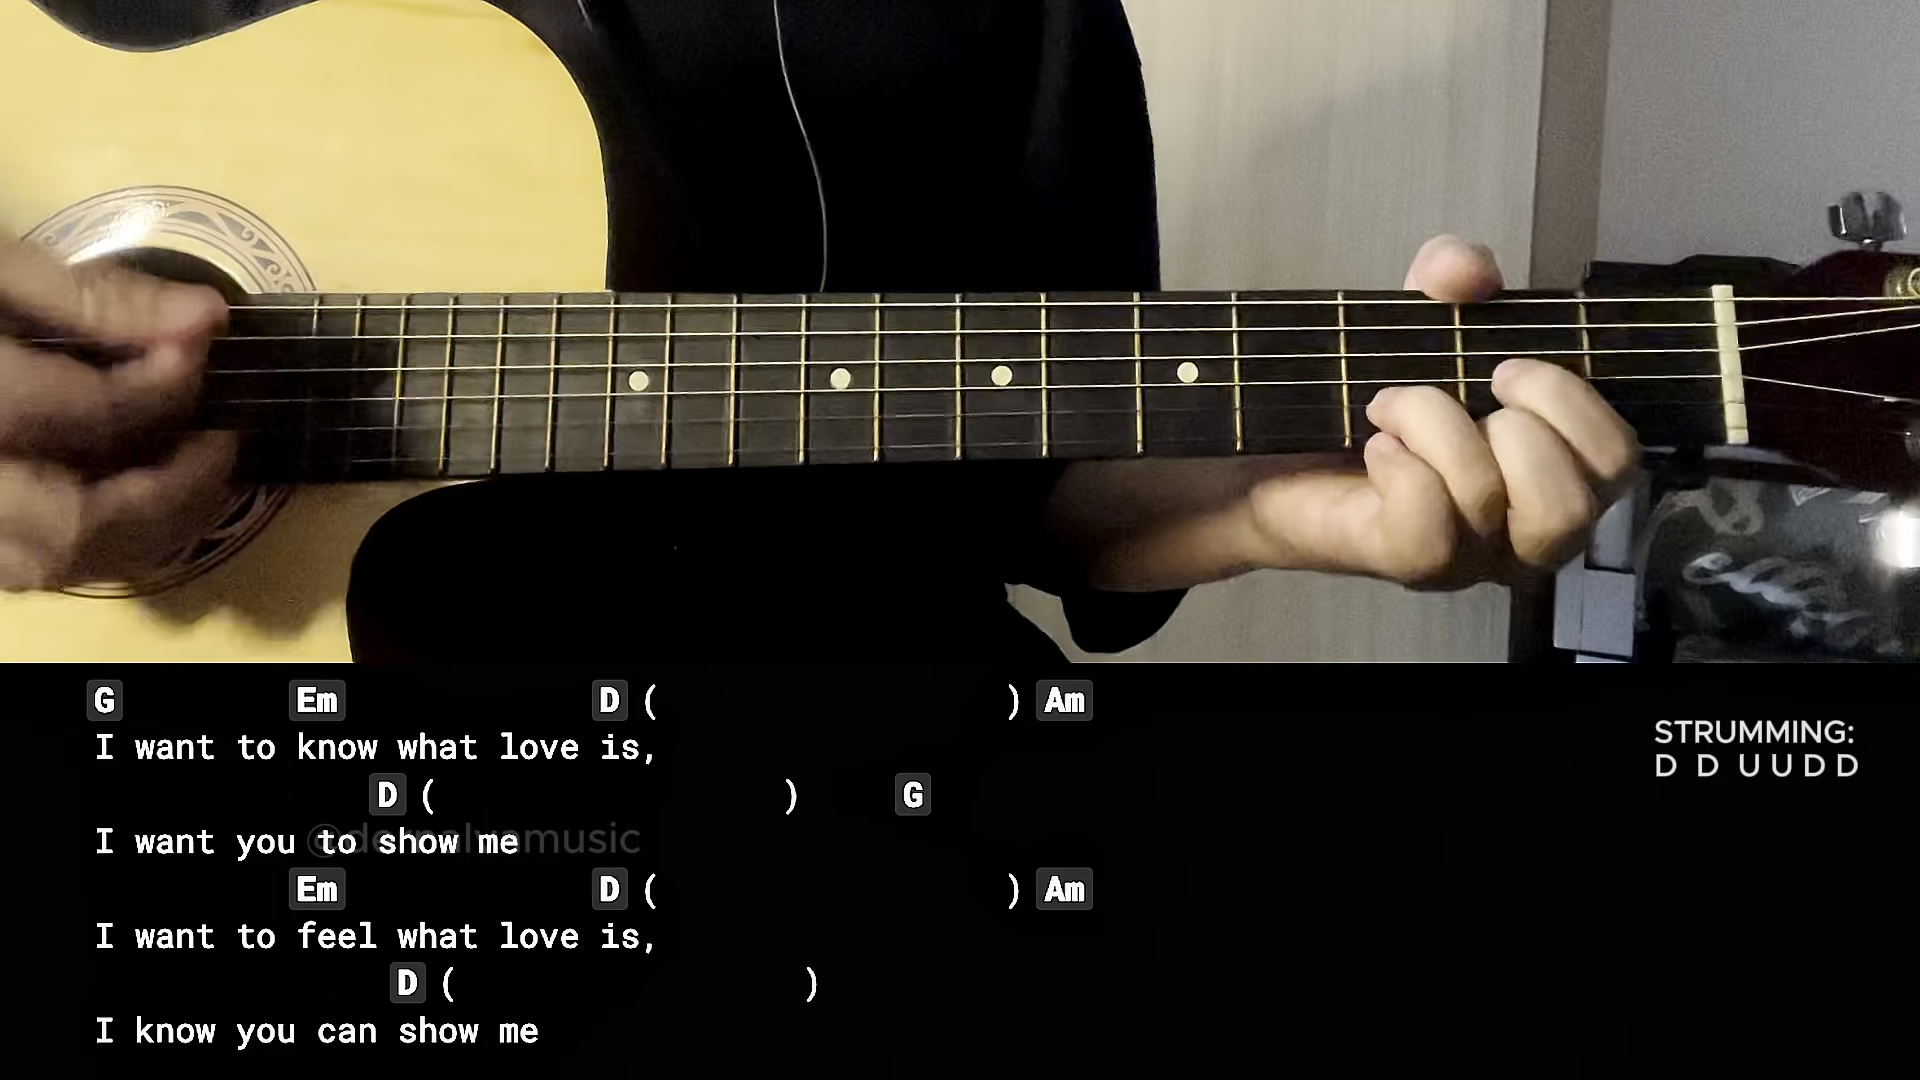 G Em D ( ) Am
I want to know what love is,
D ( ) G
I want you to show me
Em D ( ) Am
I want to feel what love is,
D ( )
I know you can show me
STRUMMING:
D D U U D D